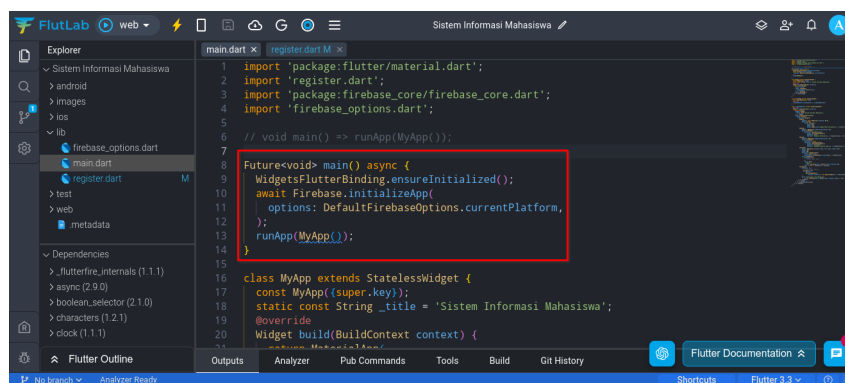 FlutLab web Sistem Informasi Mahasiswa A
Explorer
Sistem Informasi Mahasiswa
android
images
ios
lib
firebase_options.dart
main.dart
register.dart M
test
web
.metadata
Dependencies
_flutterfire_internals (1.1.1)
async (2.9.0)
boolean_selector (2.1.0)
characters (1.2.1)
clock (1.1.1)
Flutter Outline
1
main.dart × register.dart M ×
1 import 'package:flutter/material.dart';
2 import 'register.dart';
3 import 'package:firebase_core/firebase_core.dart';
4 import 'firebase_options.dart';
5
6 // void main() => runApp(MyApp());
7
8 Future<void> main() async {
9 WidgetsFlutterBinding.ensureInitialized();
10 await Firebase.initializeApp(
11 options: DefaultFirebaseOptions.currentPlatform,
12 );
13 runApp(MyApp());
14 }
15
16 class MyApp extends StatelessWidget {
17 const MyApp({super.key});
18 static const String _title = 'Sistem Informasi Mahasiswa';
19 @override
20 Widget build(BuildContext context) {
21 return MaterialApp(
Flutter Documentation
Outputs Analyzer Pub Commands Tools Build Git History
No branch Analyzer Ready Shortcuts Flutter 3.3